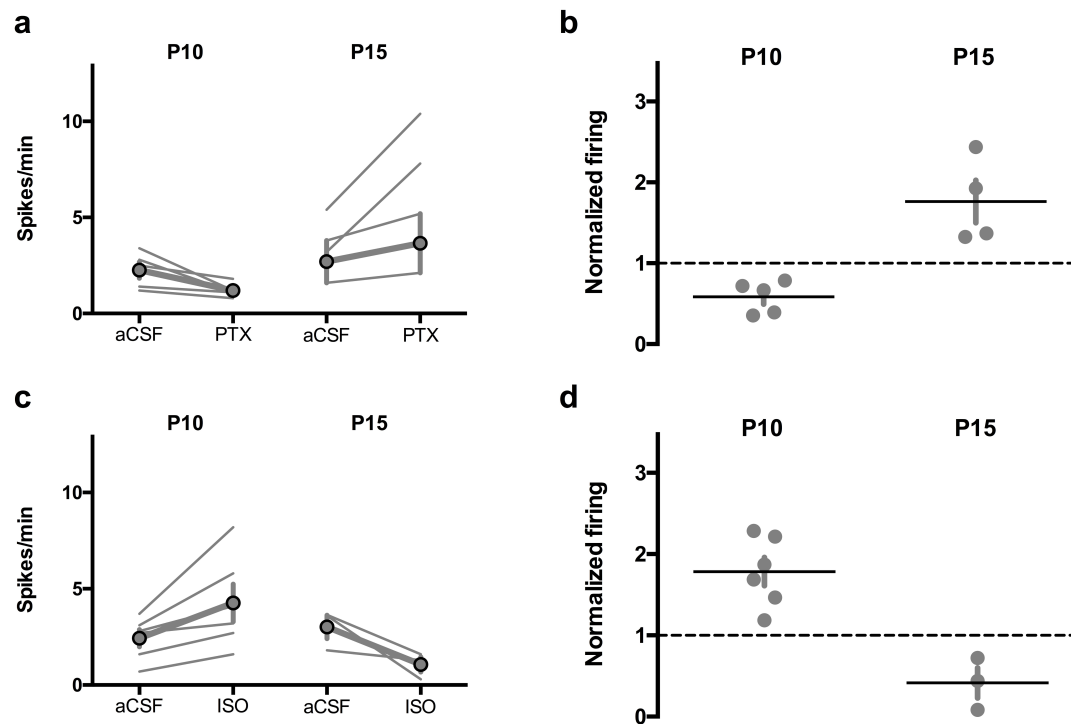 a
P10 P15
Spikes/min
10
5
0
aCSF PTX aCSF PTX
b
P10 P15
Normalized firing
3
2
1
0
c
P10 P15
Spikes/min
10
5
0
aCSF ISO aCSF ISO
d
P10 P15
Normalized firing
3
2
1
0